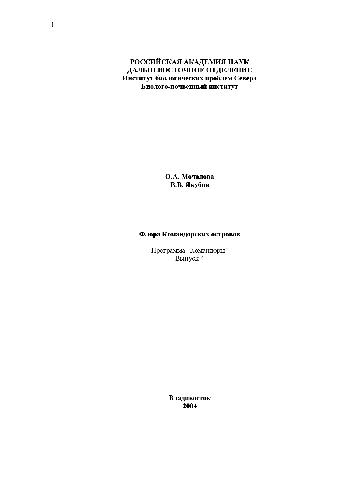 1
РОССИЙСКАЯ АКАДЕМИЯ НАУК
ДАЛЬНЕВОСТОЧНОЕ ОТДЕЛЕНИЕ
Институт биологических проблем Севера
Биолого-почвенный институт
О.А. Мочалова
В.В. Якубов
Флора Командорских островов
Программа "Командоры"
Выпуск
Владивосток
2004